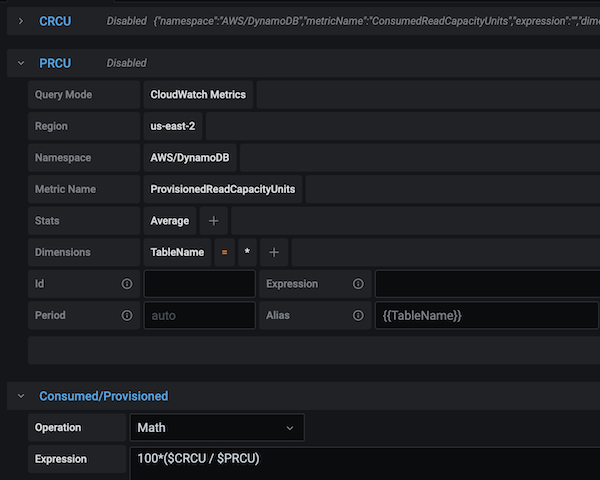 CRCU Disabled {"namespace":"AWS/DynamoDB","metricName":"ConsumedReadCapacityUnits","expression":"","dime
PRCU Disabled
Query Mode CloudWatch Metrics
Region us-east-2
Namespace AWS/DynamoDB
Metric Name ProvisionedReadCapacityUnits
Stats Average +
Dimensions TableName = * +
Id Expression
Period auto Alias {{TableName}}
Consumed/Provisioned
Operation Math
Expression 100*($CRCU / $PRCU)